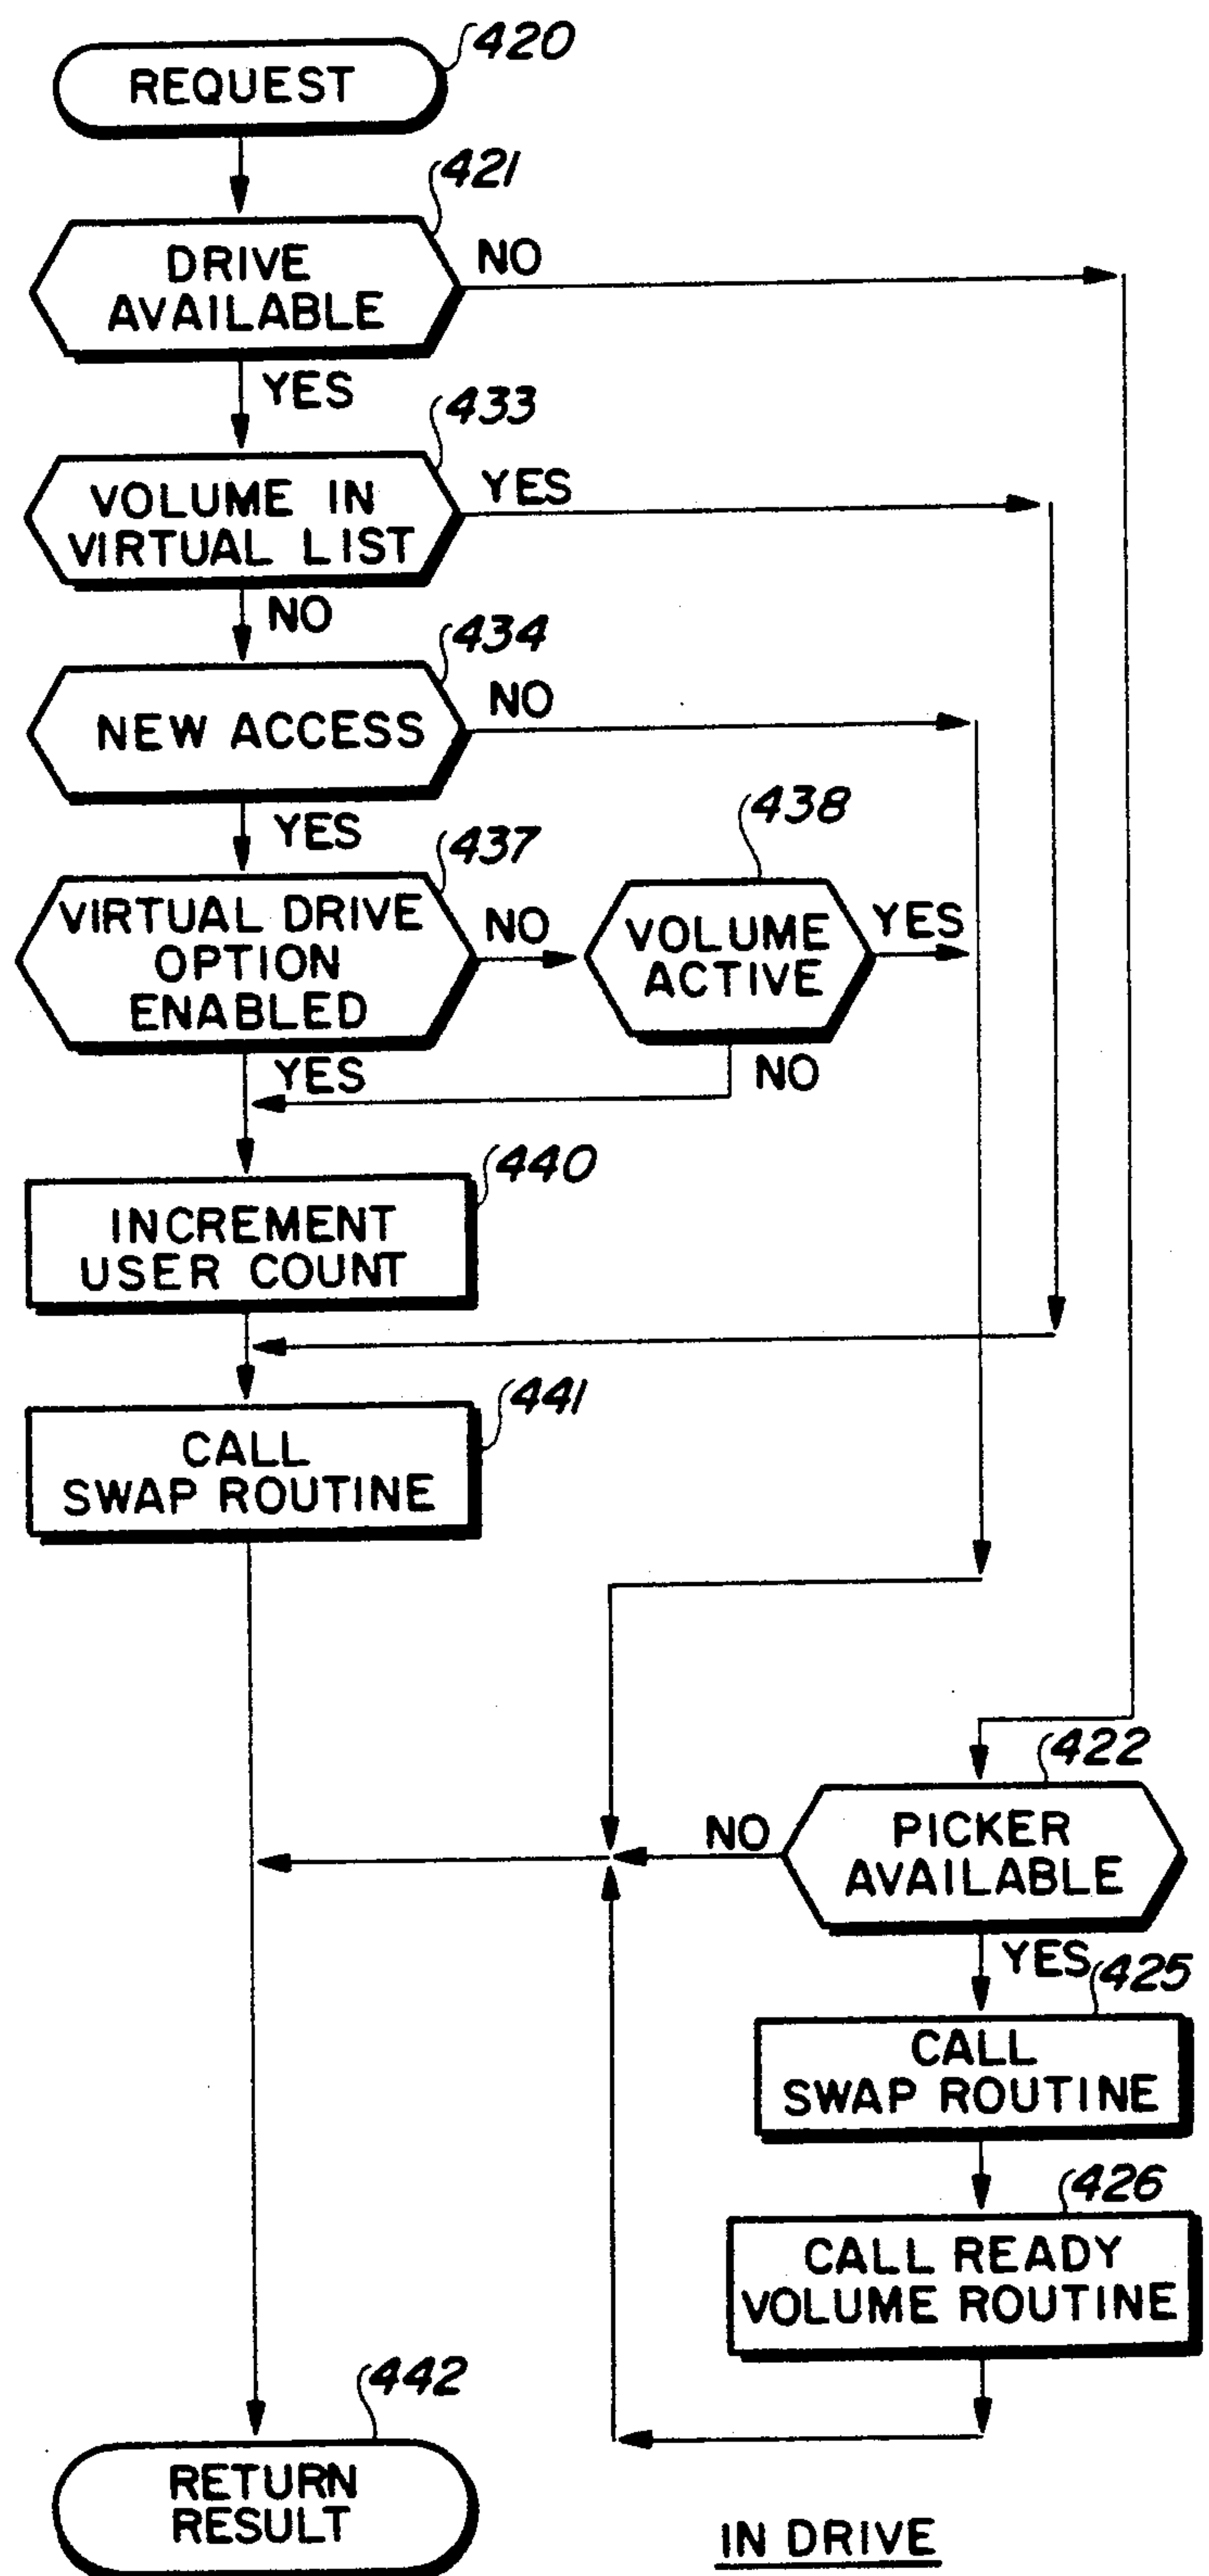 420
REQUEST
421
DRIVE
AVAILABLE
NO
YES
433
VOLUME IN
VIRTUAL LIST
YES
NO
434
NEW ACCESS
NO
YES
437
VIRTUAL DRIVE
OPTION
ENABLED
NO
438
VOLUME
ACTIVE
YES
YES
NO
440
INCREMENT
USER COUNT
441
CALL
SWAP ROUTINE
422
PICKER
AVAILABLE
NO
YES
425
CALL
SWAP ROUTINE
426
CALL READY
VOLUME ROUTINE
442
RETURN
RESULT
IN DRIVE